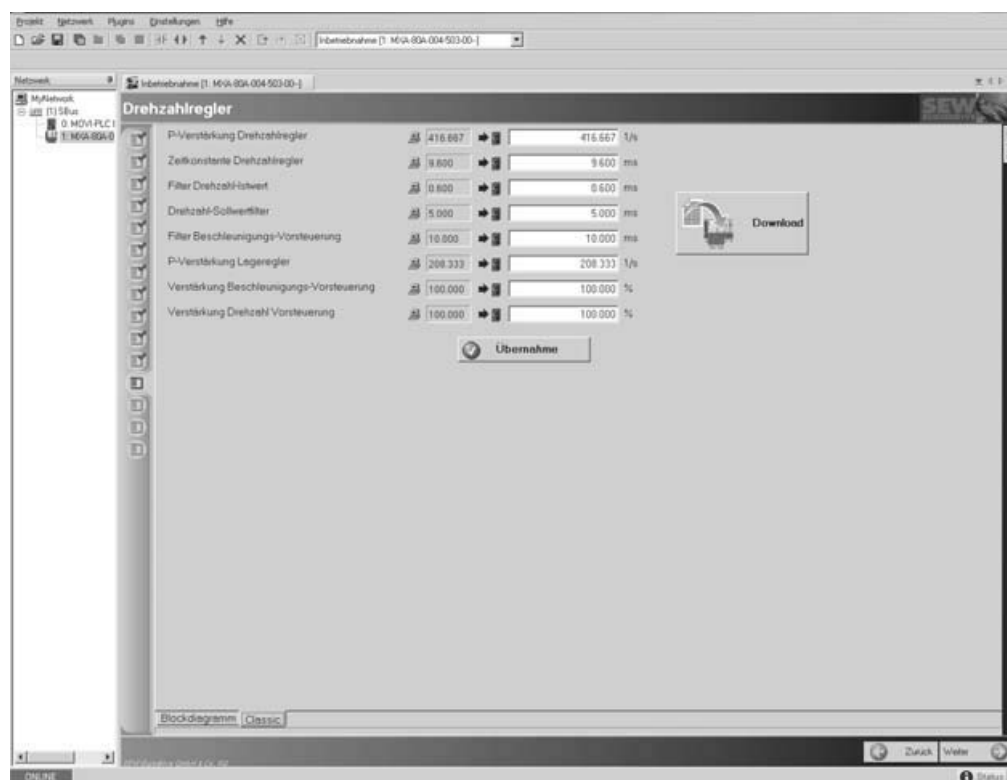 Projekt Netzwerk Plugins Einstellungen Hilfe
Inbetriebnahme [1: MXA-80A-004-503-00-]
Netzwerk
Inbetriebnahme [1: MXA-80A-004-503-00-]
MyNetwork
[1] SBus
0: MOVI-PLC I
1: MXA-80A-0
Drehzahlregler
SEW
P-Verstärkung Drehzahlregler 416.667 416.667 1/s
Zeitkonstante Drehzahlregler 9.600 9.600 ms
Filter Drehzahl-Istwert 0.600 0.600 ms
Drehzahl-Sollwertfilter 5.000 5.000 ms
Filter Beschleunigungs-Vorsteuerung 10.000 10.000 ms
P-Verstärkung Lageregler 208.333 208.333 1/s
Verstärkung Beschleunigungs-Vorsteuerung 100.000 100.000 %
Verstärkung Drehzahl Vorsteuerung 100.000 100.000 %
Download
Übernahme
Blockdiagramm Classic
Zurück Weiter
ONLINE
Status